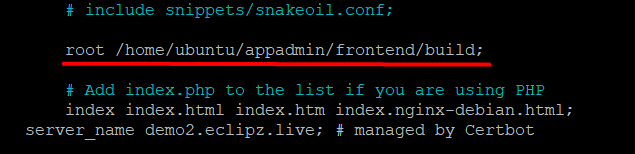 # include snippets/snakeoil.conf;
root /home/ubuntu/appadmin/frontend/build;
# Add index.php to the list if you are using PHP
index index.html index.htm index.nginx-debian.html;
server_name demo2.eclipz.live; # managed by Certbot